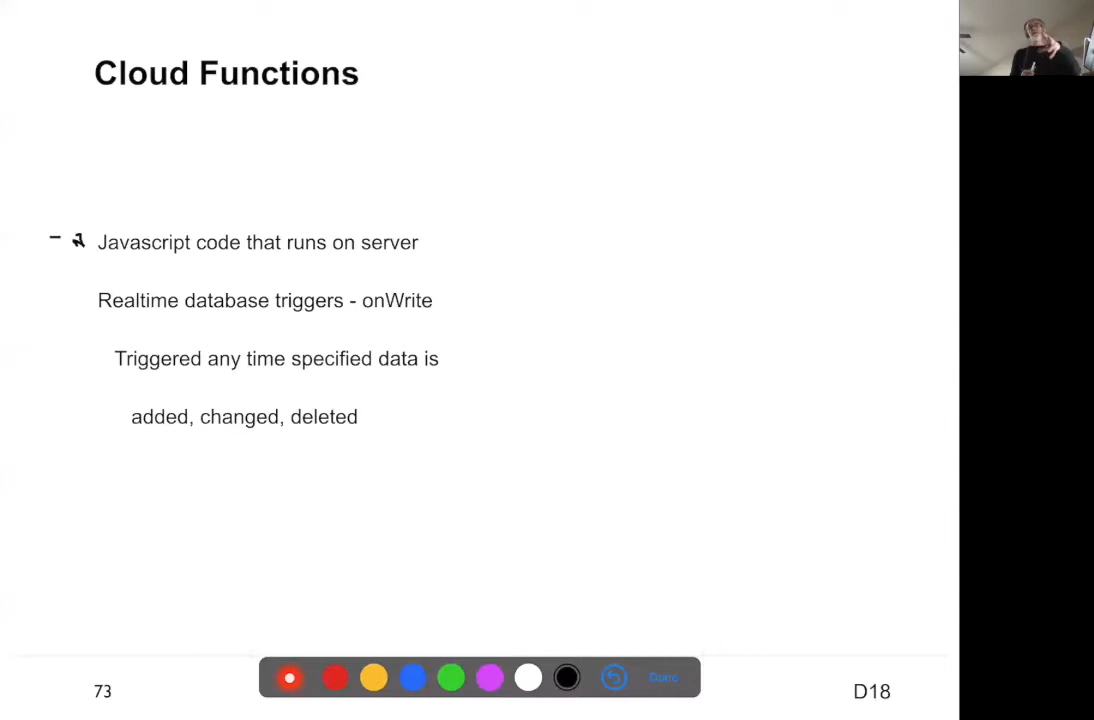 Cloud Functions
Javascript code that runs on server
Realtime database triggers - onWrite
Triggered any time specified data is
added, changed, deleted
73
D18